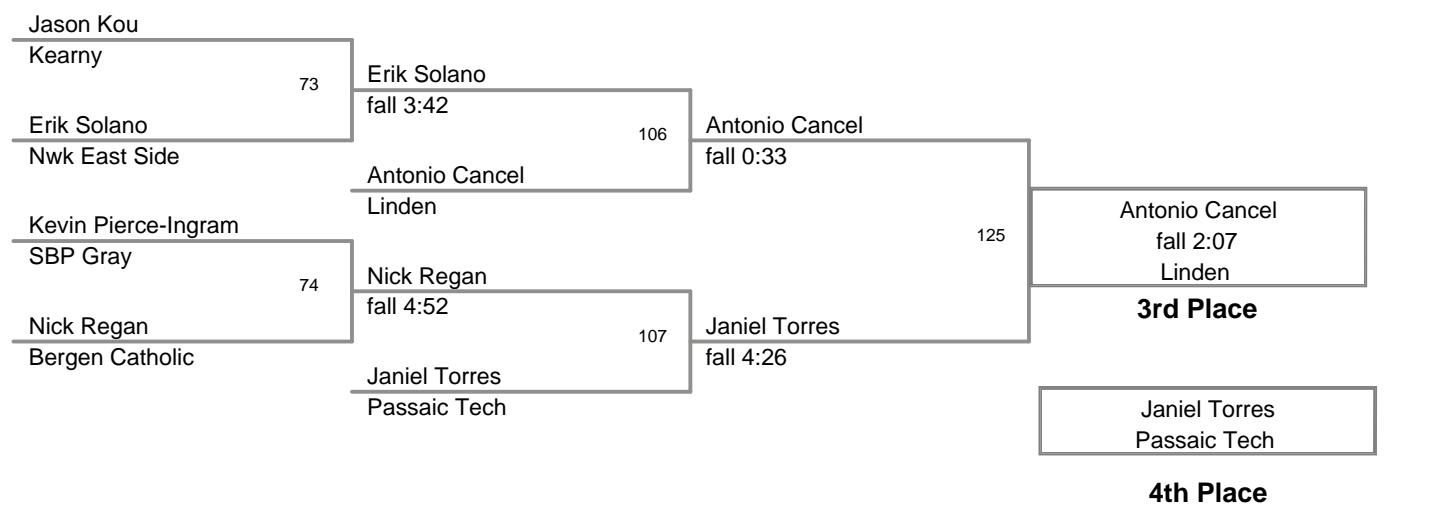 Jason Kou
Kearny
73
Erik Solano
fall 3:42
Erik Solano
Nwk East Side
106
Antonio Cancel
fall 0:33
Antonio Cancel
Linden
Kevin Pierce-Ingram
SBP Gray
74
Nick Regan
fall 4:52
Nick Regan
Bergen Catholic
107
Janiel Torres
fall 4:26
Janiel Torres
Passaic Tech
125
Antonio Cancel
fall 2:07
Linden
3rd Place
Janiel Torres
Passaic Tech
4th Place